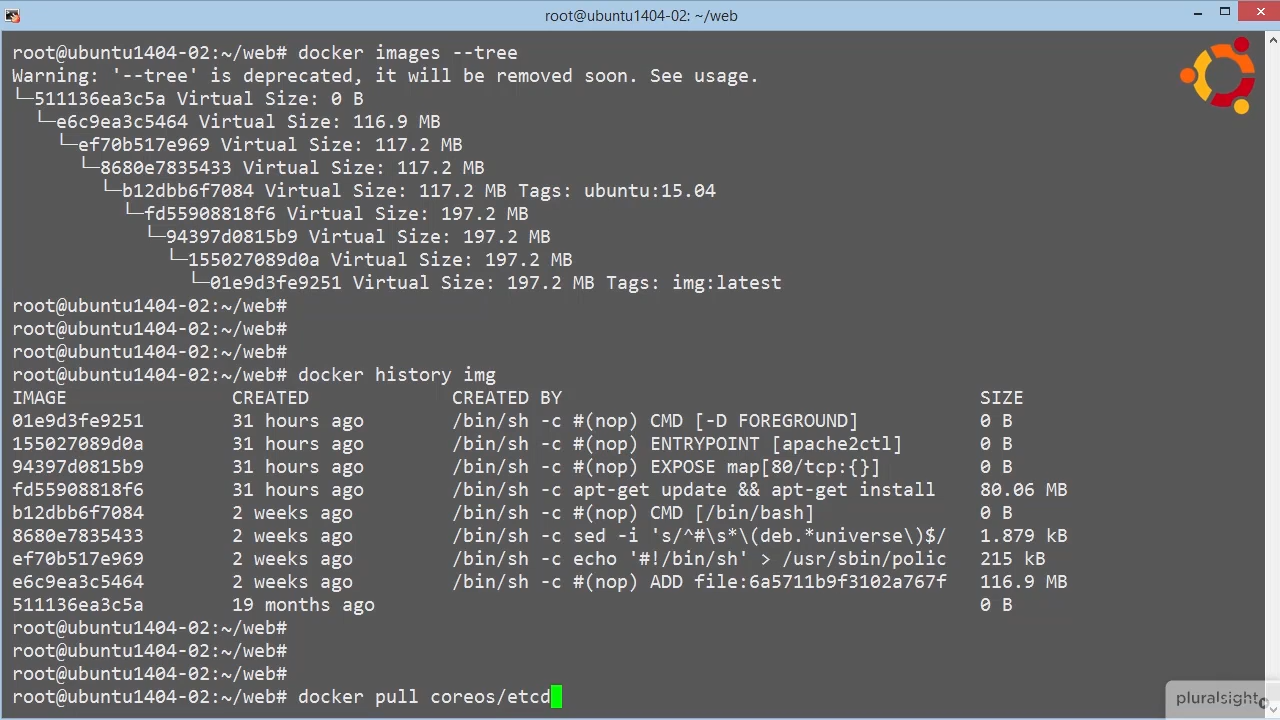 root@ubuntu1404-02: ~/web
root@ubuntu1404-02:~/web# docker images --tree
Warning: '--tree' is deprecated, it will be removed soon. See usage.
└─511136ea3c5a Virtual Size: 0 B
  └─e6c9ea3c5464 Virtual Size: 116.9 MB
    └─ef70b517e969 Virtual Size: 117.2 MB
      └─8680e7835433 Virtual Size: 117.2 MB
        └─b12dbb6f7084 Virtual Size: 117.2 MB Tags: ubuntu:15.04
          └─fd55908818f6 Virtual Size: 197.2 MB
            └─94397d0815b9 Virtual Size: 197.2 MB
              └─155027089d0a Virtual Size: 197.2 MB
                └─01e9d3fe9251 Virtual Size: 197.2 MB Tags: img:latest
root@ubuntu1404-02:~/web#
root@ubuntu1404-02:~/web#
root@ubuntu1404-02:~/web#
root@ubuntu1404-02:~/web# docker history img
IMAGE CREATED CREATED BY SIZE
01e9d3fe9251 31 hours ago /bin/sh -c #(nop) CMD [-D FOREGROUND] 0 B
155027089d0a 31 hours ago /bin/sh -c #(nop) ENTRYPOINT [apache2ctl] 0 B
94397d0815b9 31 hours ago /bin/sh -c #(nop) EXPOSE map[80/tcp:{}] 0 B
fd55908818f6 31 hours ago /bin/sh -c apt-get update && apt-get install 80.06 MB
b12dbb6f7084 2 weeks ago /bin/sh -c #(nop) CMD [/bin/bash] 0 B
8680e7835433 2 weeks ago /bin/sh -c sed -i 's/^#\s*\(deb.*universe\)$/ 1.879 kB
ef70b517e969 2 weeks ago /bin/sh -c echo '#!/bin/sh' > /usr/sbin/polic 215 kB
e6c9ea3c5464 2 weeks ago /bin/sh -c #(nop) ADD file:6a5711b9f3102a767f 116.9 MB
511136ea3c5a 19 months ago 0 B
root@ubuntu1404-02:~/web#
root@ubuntu1404-02:~/web#
root@ubuntu1404-02:~/web#
root@ubuntu1404-02:~/web# docker pull coreos/etcd
pluralsight